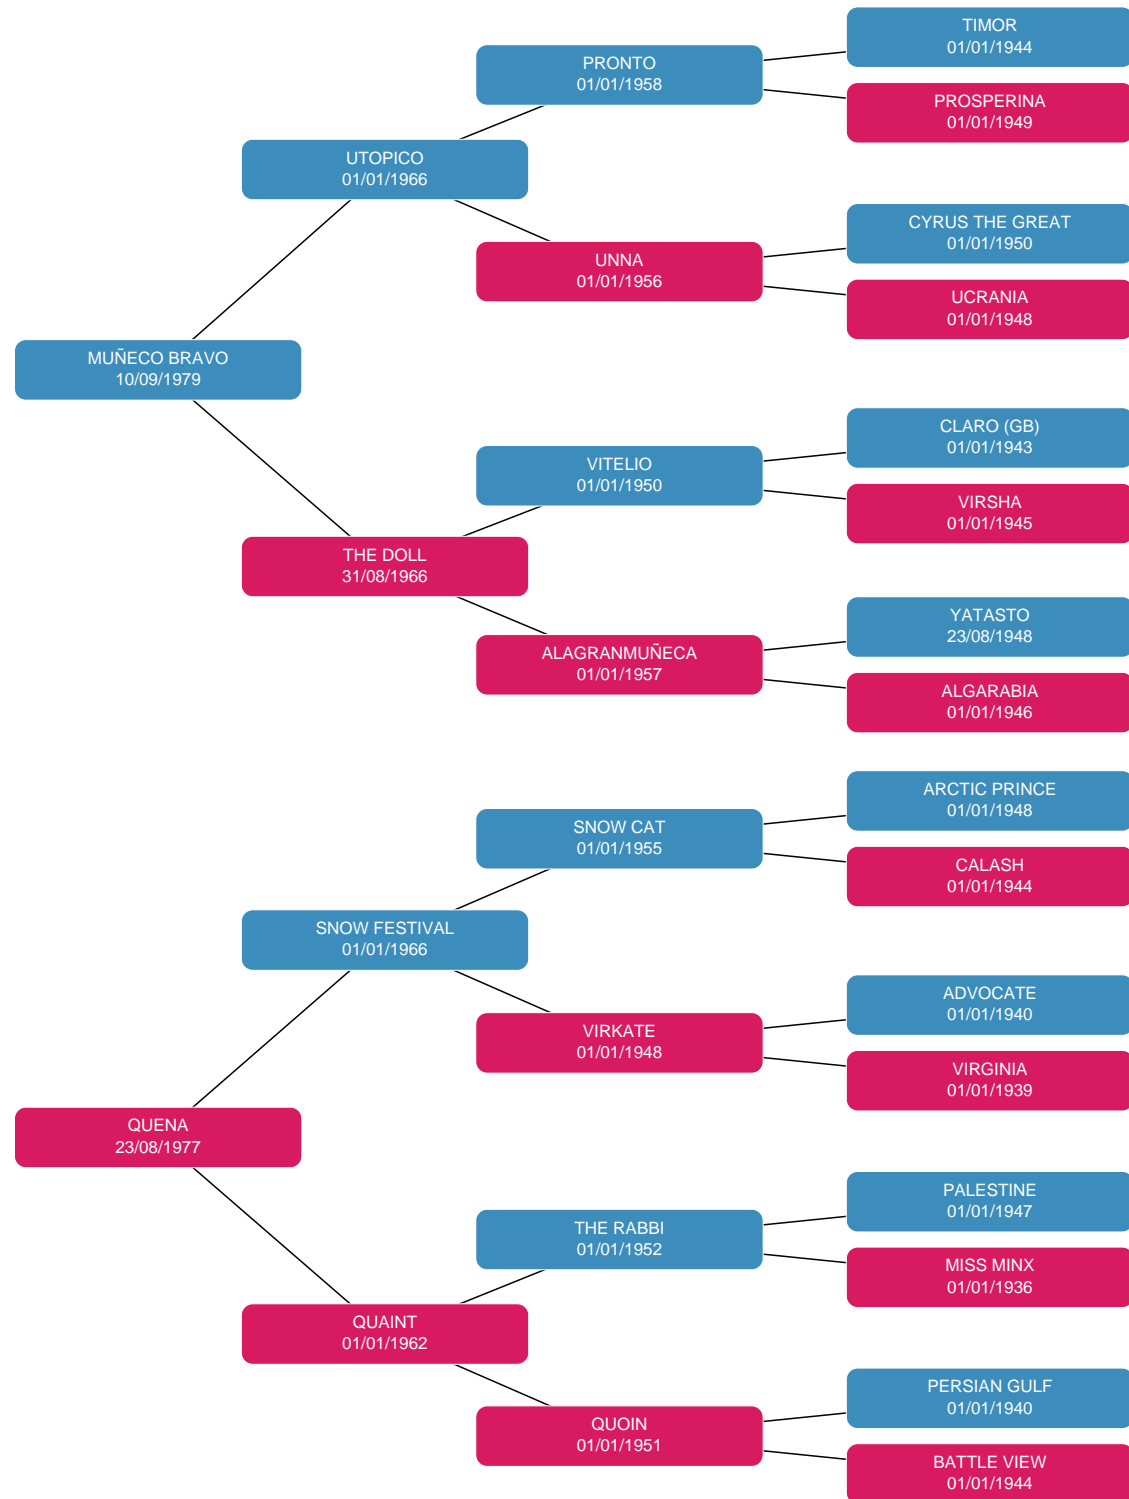 TIMOR
01/01/1944
PRONTO
01/01/1958
PROSPERINA
01/01/1949
UTOPICO
01/01/1966
CYRUS THE GREAT
01/01/1950
UNNA
01/01/1956
UCRANIA
01/01/1948
MUÑECO BRAVO
10/09/1979
CLARO (GB)
01/01/1943
VITELIO
01/01/1950
VIRSHA
01/01/1945
THE DOLL
31/08/1966
YATASTO
23/08/1948
ALAGRANMUÑECA
01/01/1957
ALGARABIA
01/01/1946
ARCTIC PRINCE
01/01/1948
SNOW CAT
01/01/1955
CALASH
01/01/1944
SNOW FESTIVAL
01/01/1966
ADVOCATE
01/01/1940
VIRKATE
01/01/1948
VIRGINIA
01/01/1939
QUENA
23/08/1977
PALESTINE
01/01/1947
THE RABBI
01/01/1952
MISS MINX
01/01/1936
QUAINT
01/01/1962
PERSIAN GULF
01/01/1940
QUOIN
01/01/1951
BATTLE VIEW
01/01/1944